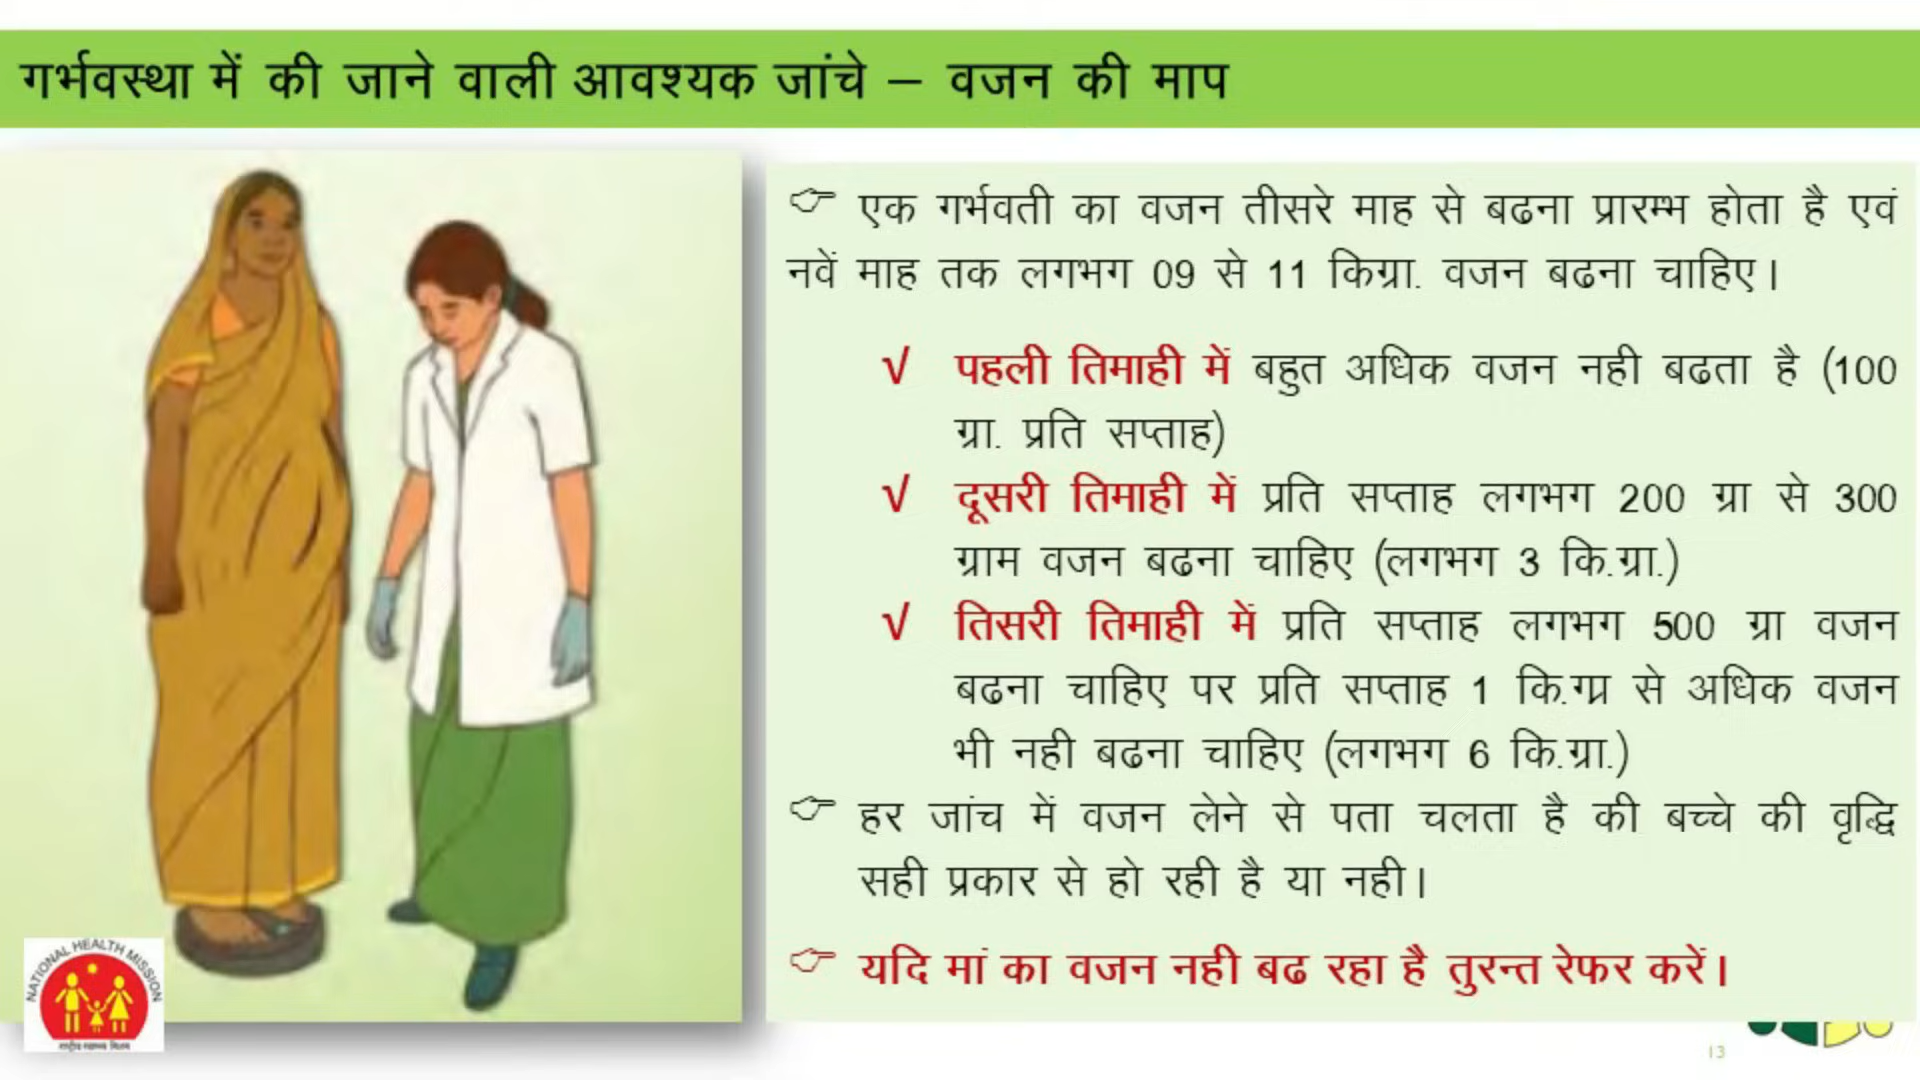 गर्भवस्था में की जाने वाली आवश्यक जांचे – वजन की माप
एक गर्भवती का वजन तीसरे माह से बढना प्रारम्भ होता है एवं
नवें माह तक लगभग 09 से 11 किग्रा. वजन बढना चाहिए।
√ पहली तिमाही में बहुत अधिक वजन नही बढता है (100
ग्रा. प्रति सप्ताह)
√ दूसरी तिमाही में प्रति सप्ताह लगभग 200 ग्रा से 300
ग्राम वजन बढना चाहिए (लगभग 3 कि.ग्रा.)
√ तिसरी तिमाही में प्रति सप्ताह लगभग 500 ग्रा वजन
बढना चाहिए पर प्रति सप्ताह 1 कि.ग्र से अधिक वजन
भी नही बढना चाहिए (लगभग 6 कि.ग्रा.)
हर जांच में वजन लेने से पता चलता है की बच्चे की वृद्धि
सही प्रकार से हो रही है या नही।
यदि मां का वजन नही बढ रहा है तुरन्त रेफर करें।
NATIONAL HEALTH MISSION
राष्ट्रीय स्वास्थ्य मिशन
13